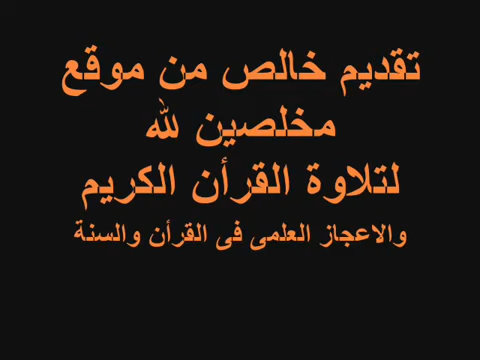 تقديم خالص من موقع
مخلصين لله
لتلاوة القرأن الكريم
والاعجاز العلمى فى القرأن والسنة